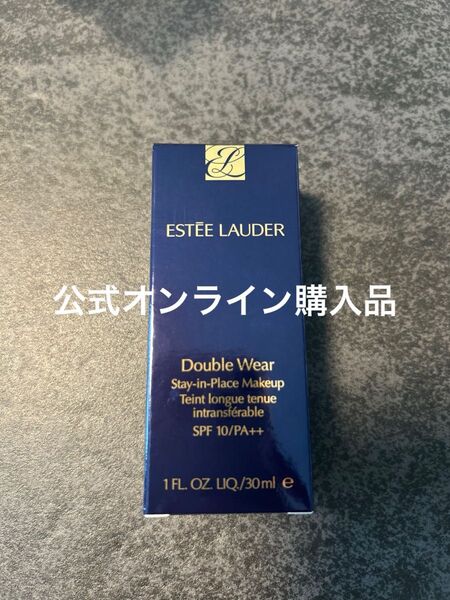 ESTĒE LAUDER
公式オンライン購入品
Double Wear
Stay-in-Place Makeup
Teint longue tenue
intransférable
SPF 10/PA++
1 FL. OZ. LIQ./30ml e